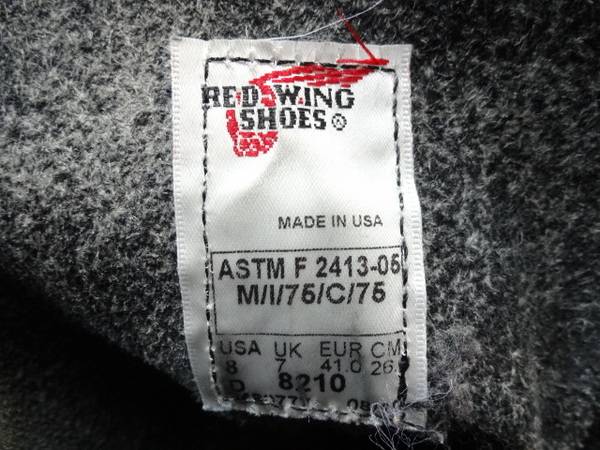 RED WING
SHOES®
MADE IN USA
ASTM F 2413-05
M/I/75/C/75
USA UK EUR CM
8 7 41.0 26
D 8210